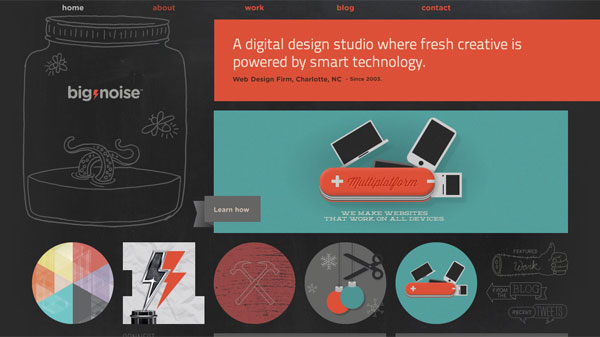 home about work blog contact
A digital design studio where fresh creative is
powered by smart technology.
Web Design Firm, Charlotte, NC - Since 2003.
big noise
Multiplatform
WE MAKE WEBSITES
THAT WORK ON ALL DEVICES
Learn how
FEATURED
Work
FROM THE BLOG
RECENT TWEETS